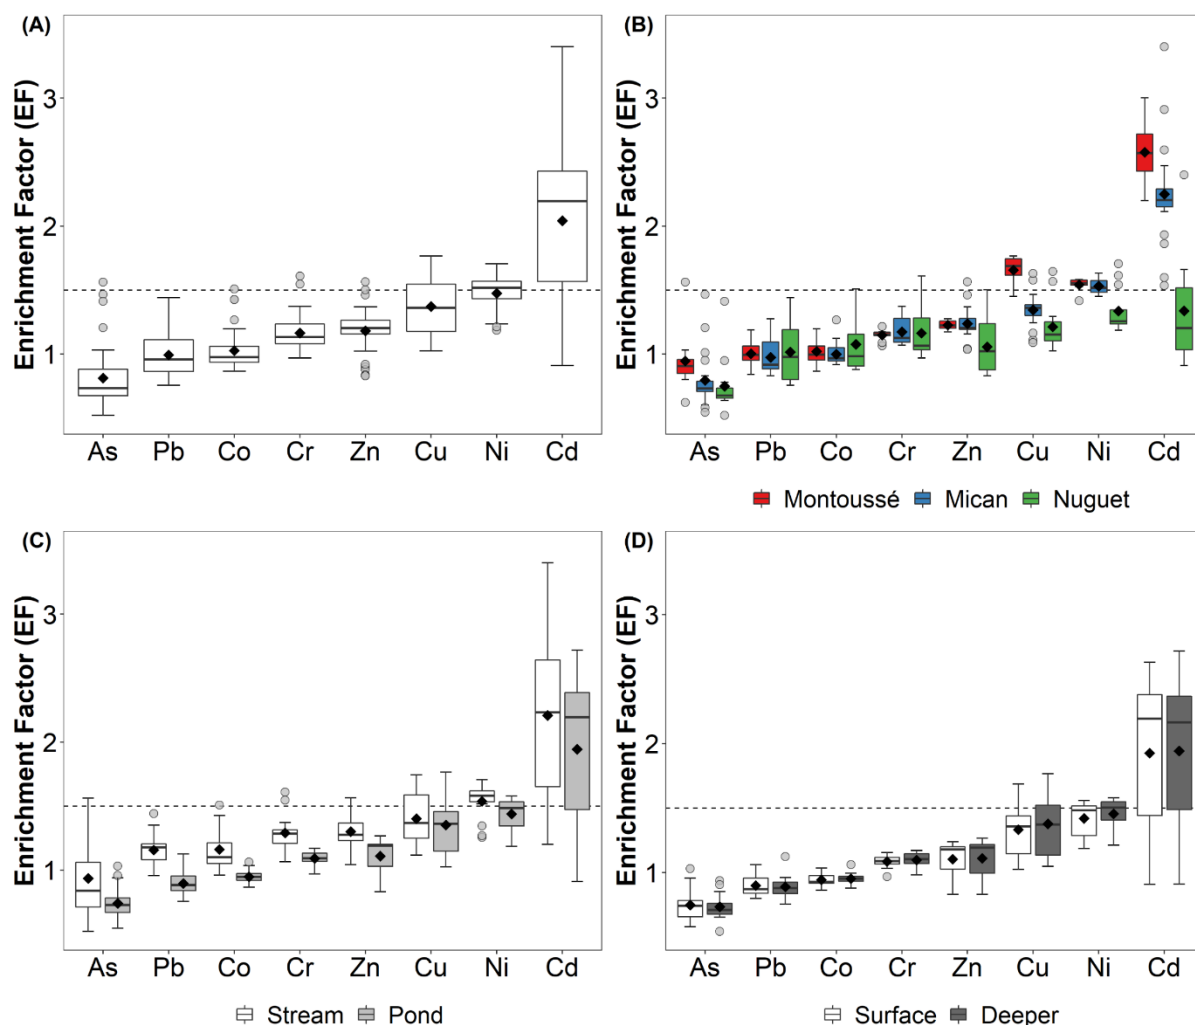 (A)
Enrichment Factor (EF)
3
2
1
As Pb Co Cr Zn Cu Ni Cd
(B)
Enrichment Factor (EF)
3
2
1
As Pb Co Cr Zn Cu Ni Cd
Montoussé Mican Nuguet
(C)
Enrichment Factor (EF)
3
2
1
As Pb Co Cr Zn Cu Ni Cd
Stream Pond
(D)
Enrichment Factor (EF)
3
2
1
As Pb Co Cr Zn Cu Ni Cd
Surface Deeper